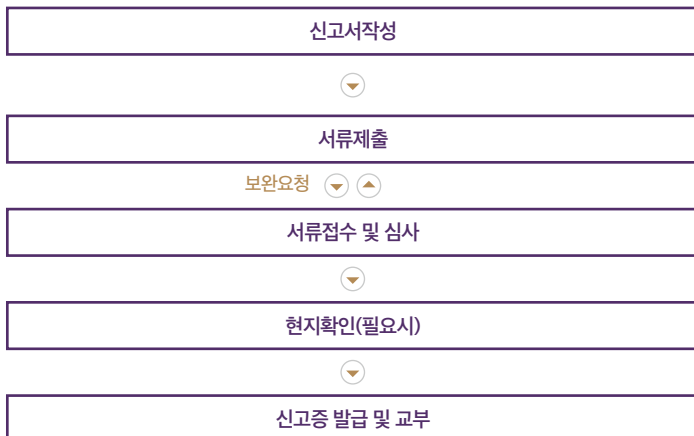 신고서작성
서류제출
보완요청
서류접수 및 심사
현지확인(필요시)
신고증 발급 및 교부